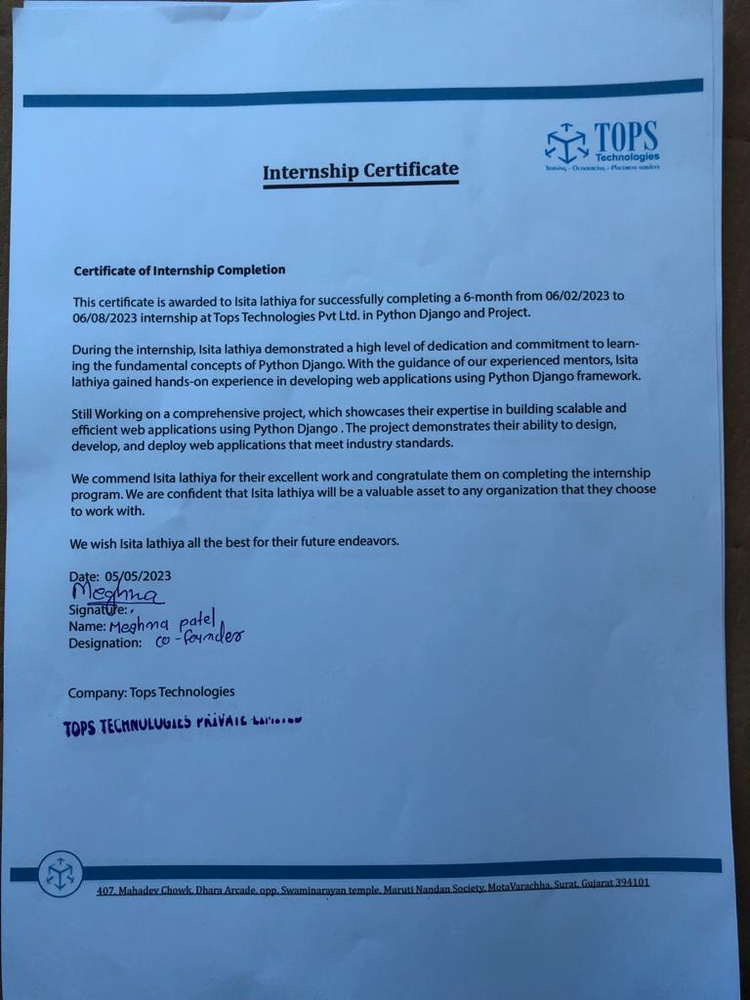 TOPS
Technologies
Training - Outsourcing - Placement services
Internship Certificate
Certificate of Internship Completion
This certificate is awarded to Isita lathiya for successfully completing a 6-month from 06/02/2023 to
06/08/2023 internship at Tops Technologies Pvt Ltd. in Python Django and Project.
During the internship, Isita lathiya demonstrated a high level of dedication and commitment to learn-
ing the fundamental concepts of Python Django. With the guidance of our experienced mentors, Isita
lathiya gained hands-on experience in developing web applications using Python Django framework.
Still Working on a comprehensive project, which showcases their expertise in building scalable and
efficient web applications using Python Django . The project demonstrates their ability to design,
develop, and deploy web applications that meet industry standards.
We commend Isita lathiya for their excellent work and congratulate them on completing the internship
program. We are confident that Isita lathiya will be a valuable asset to any organization that they choose
to work with.
We wish Isita lathiya all the best for their future endeavors.
Date: 05/05/2023
Meghna
Signature:
Name: Meghna patel
Designation: co-founder
Company: Tops Technologies
TOPS TECHNOLOGIES PRIVATE LIMITED
407, Mahadev Chowk, Dhara Arcade, opp. Swaminarayan temple, Maruti Nandan Society, MotaVarachha, Surat, Gujarat 394101